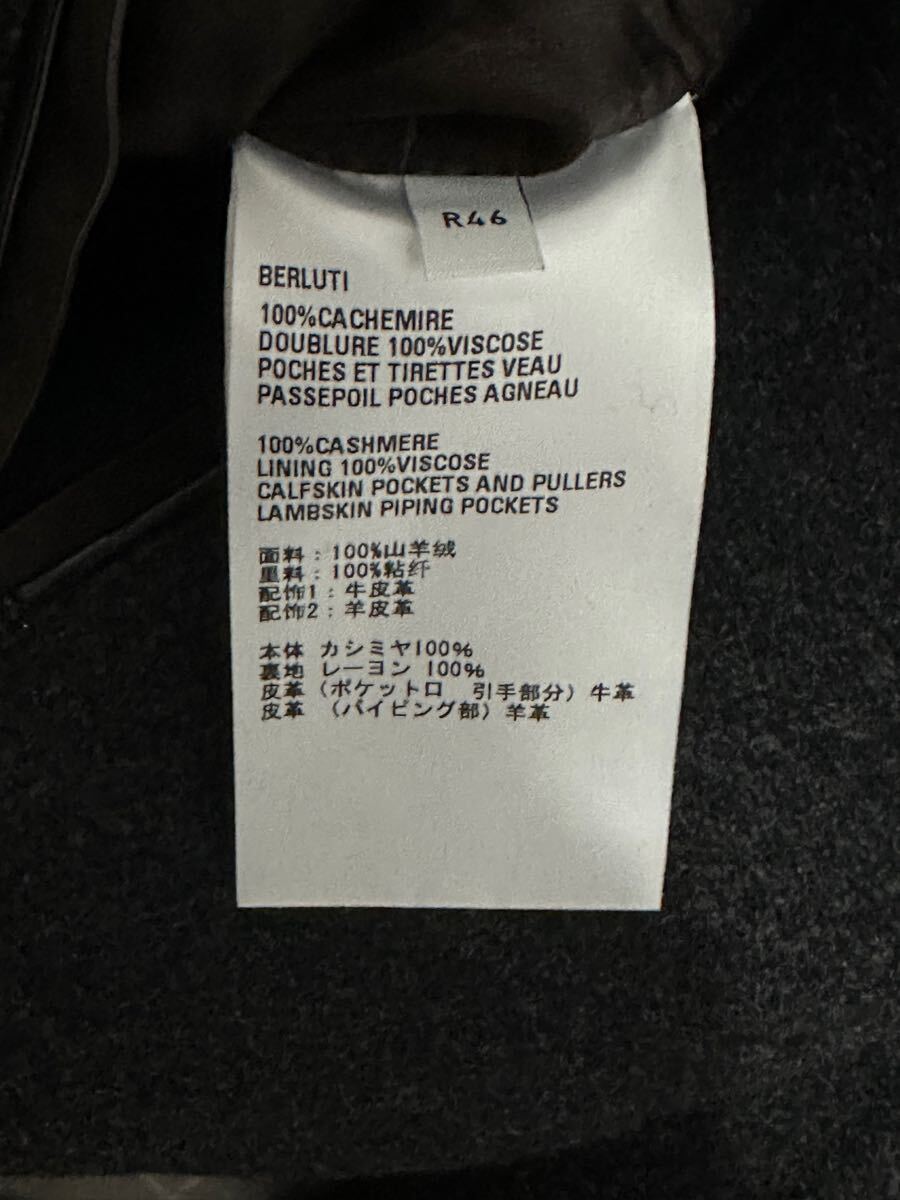 R46
BERLUTI
100%CACHEMIRE
DOUBLURE 100%VISCOSE
POCHES ET TIRETTES VEAU
PASSEPOIL POCHES AGNEAU
100%CASHMERE
LINING 100%VISCOSE
CALFSKIN POCKETS AND PULLERS
LAMBSKIN PIPING POCKETS
面料：100%山羊绒
里料：100%粘纤
配饰1：牛皮革
配饰2：羊皮革
本体 カシミヤ100%
裏地 レーヨン 100%
皮革（ポケット口　引手部分）牛革
皮革 （パイピング部）羊革